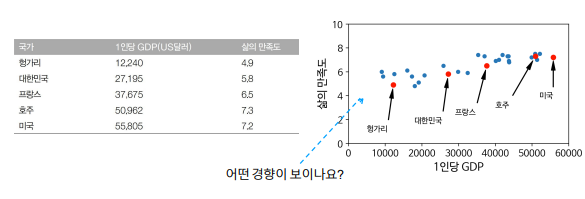 국가 1인당 GDP(US달러) 삶의 만족도
헝가리 12,240 4.9
대한민국 27,195 5.8
프랑스 37,675 6.5
호주 50,962 7.3
미국 55,805 7.2
삶의 만족도
10
8
6
4
2
0
헝가리
대한민국
프랑스
호주
미국
0 10000 20000 30000 40000 50000 60000
1인당 GDP
어떤 경향이 보이나요?